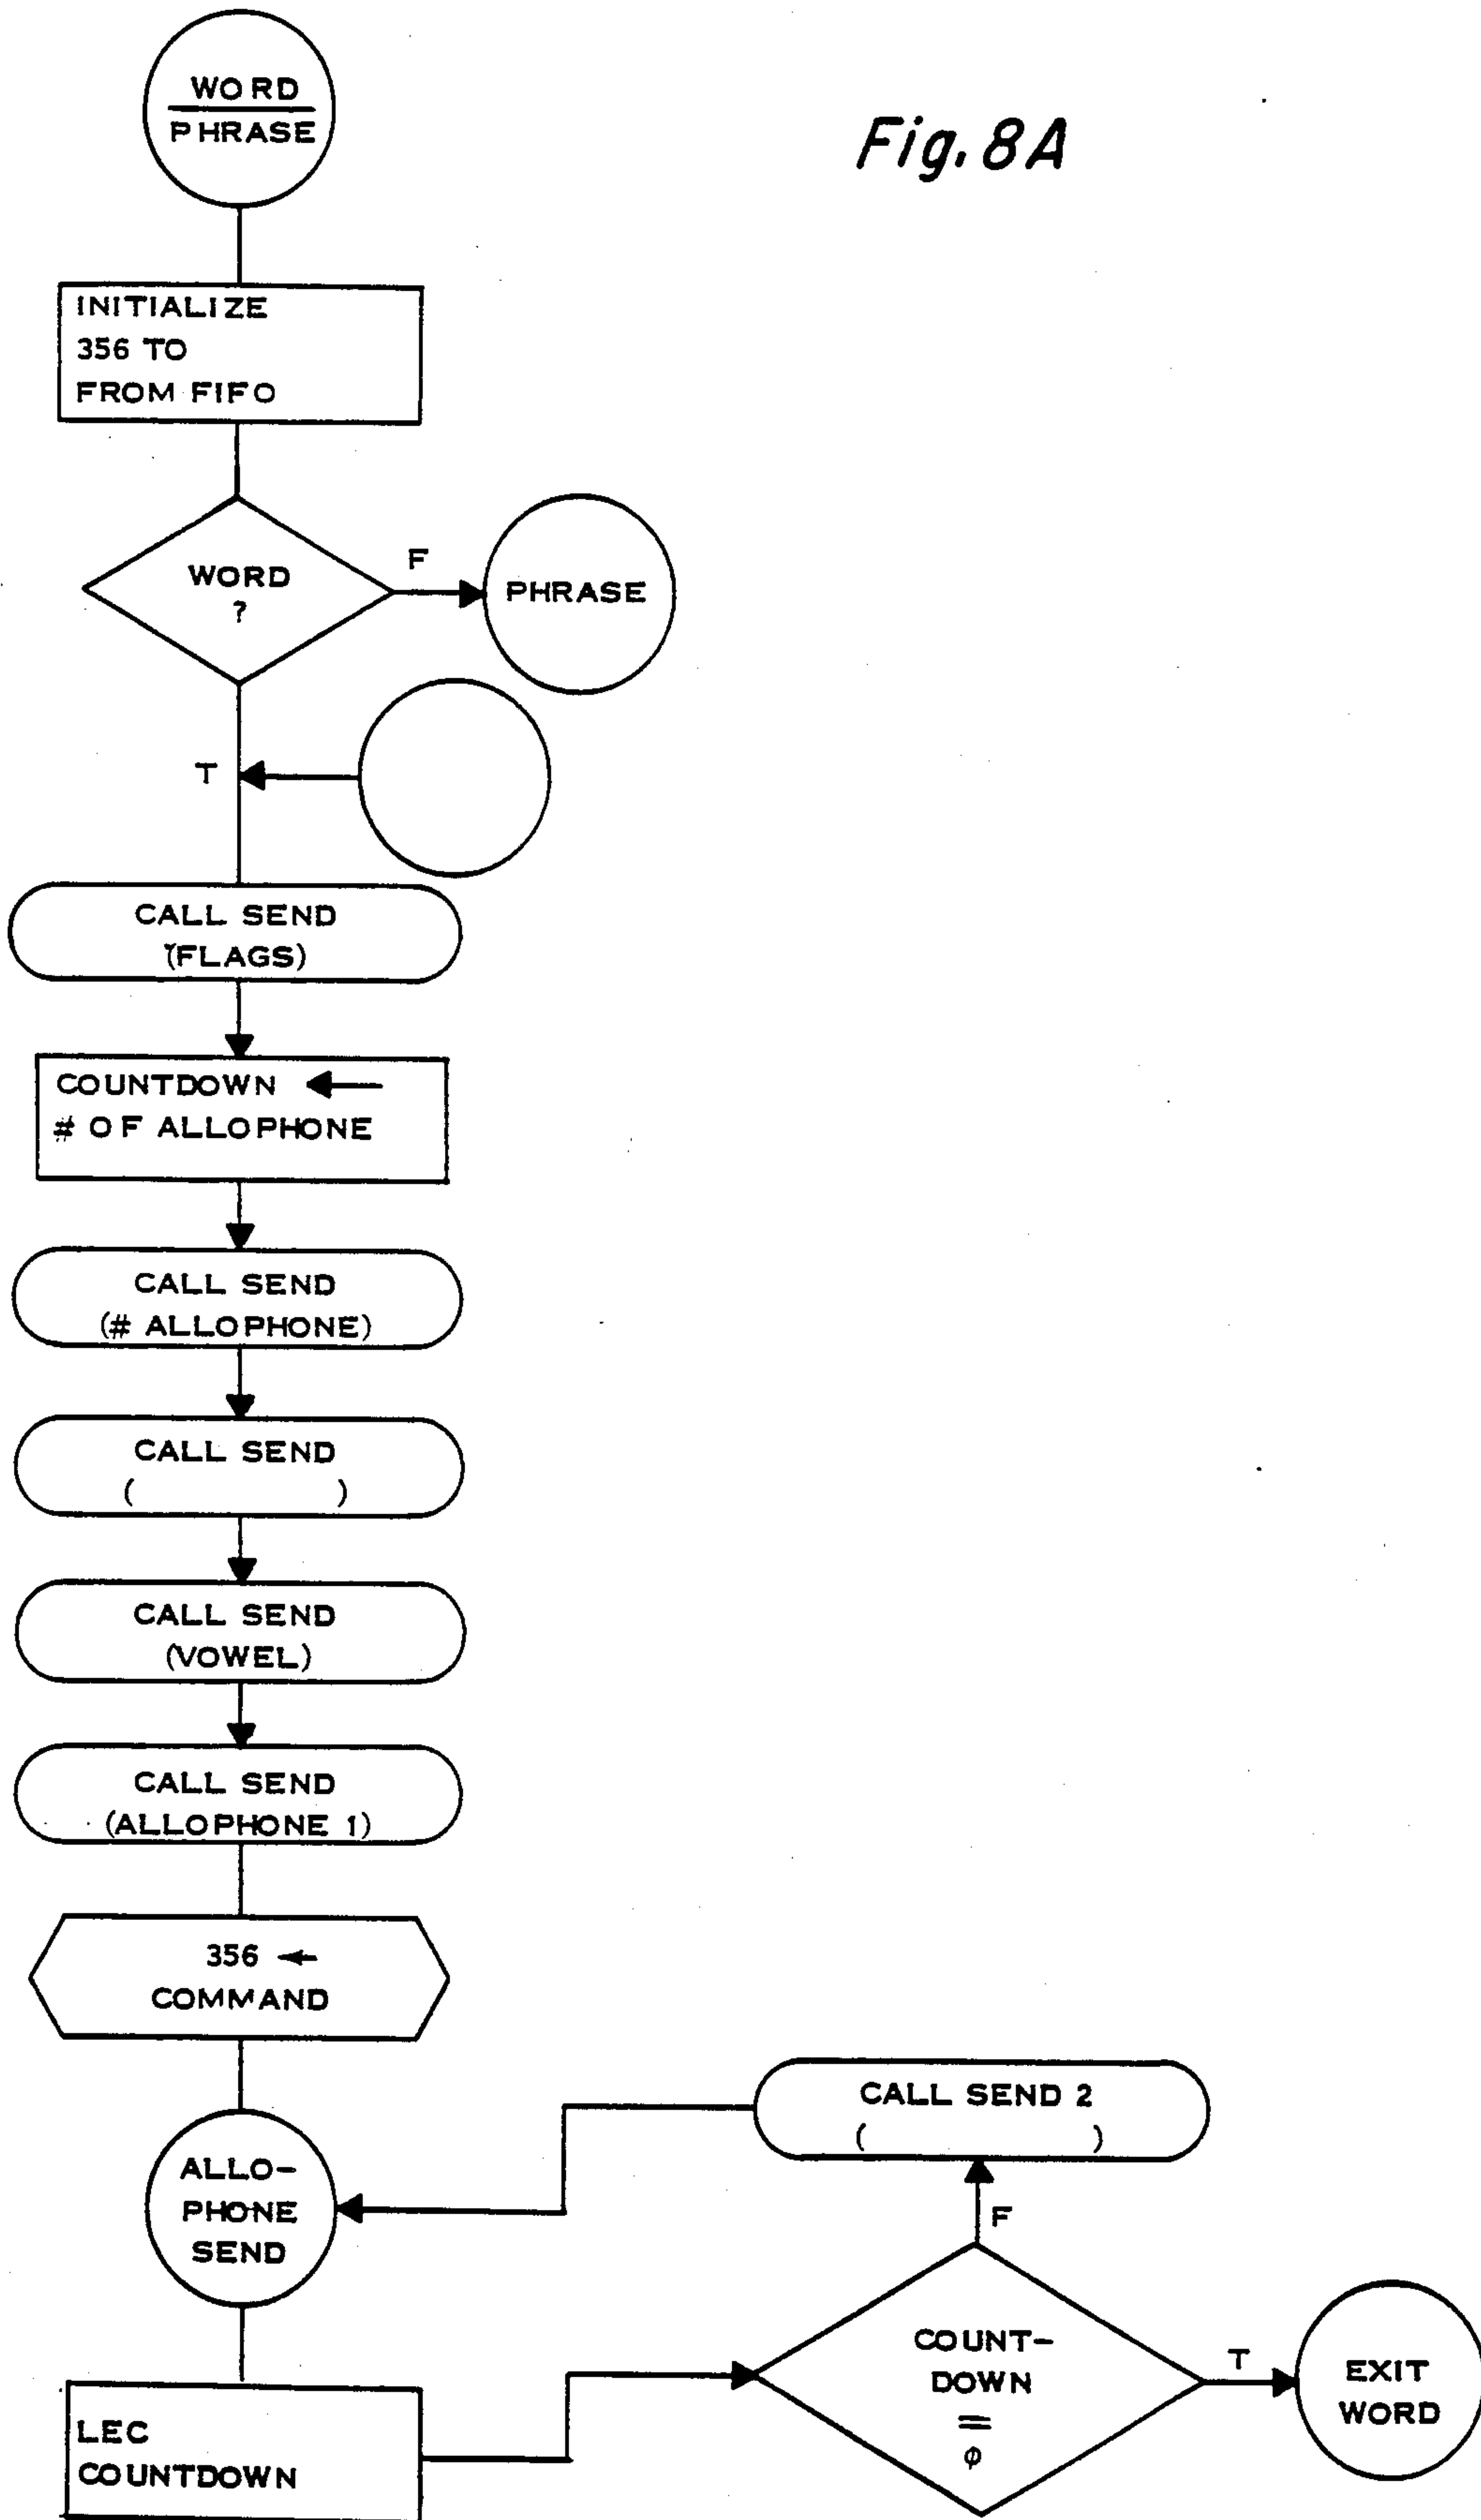 Fig. 8A
WORD
PHRASE
INITIALIZE
356 TO
FROM FIFO
WORD
?
F
PHRASE
T
CALL SEND
(FLAGS)
COUNTDOWN ←
# OF ALLOPHONE
CALL SEND
(# ALLOPHONE)
CALL SEND
( )
CALL SEND
(VOWEL)
CALL SEND
(ALLOPHONE 1)
356 ←
COMMAND
CALL SEND 2
( )
ALLO-
PHONE
SEND
F
COUNT-
DOWN
=
φ
T
EXIT
WORD
LEC
COUNTDOWN